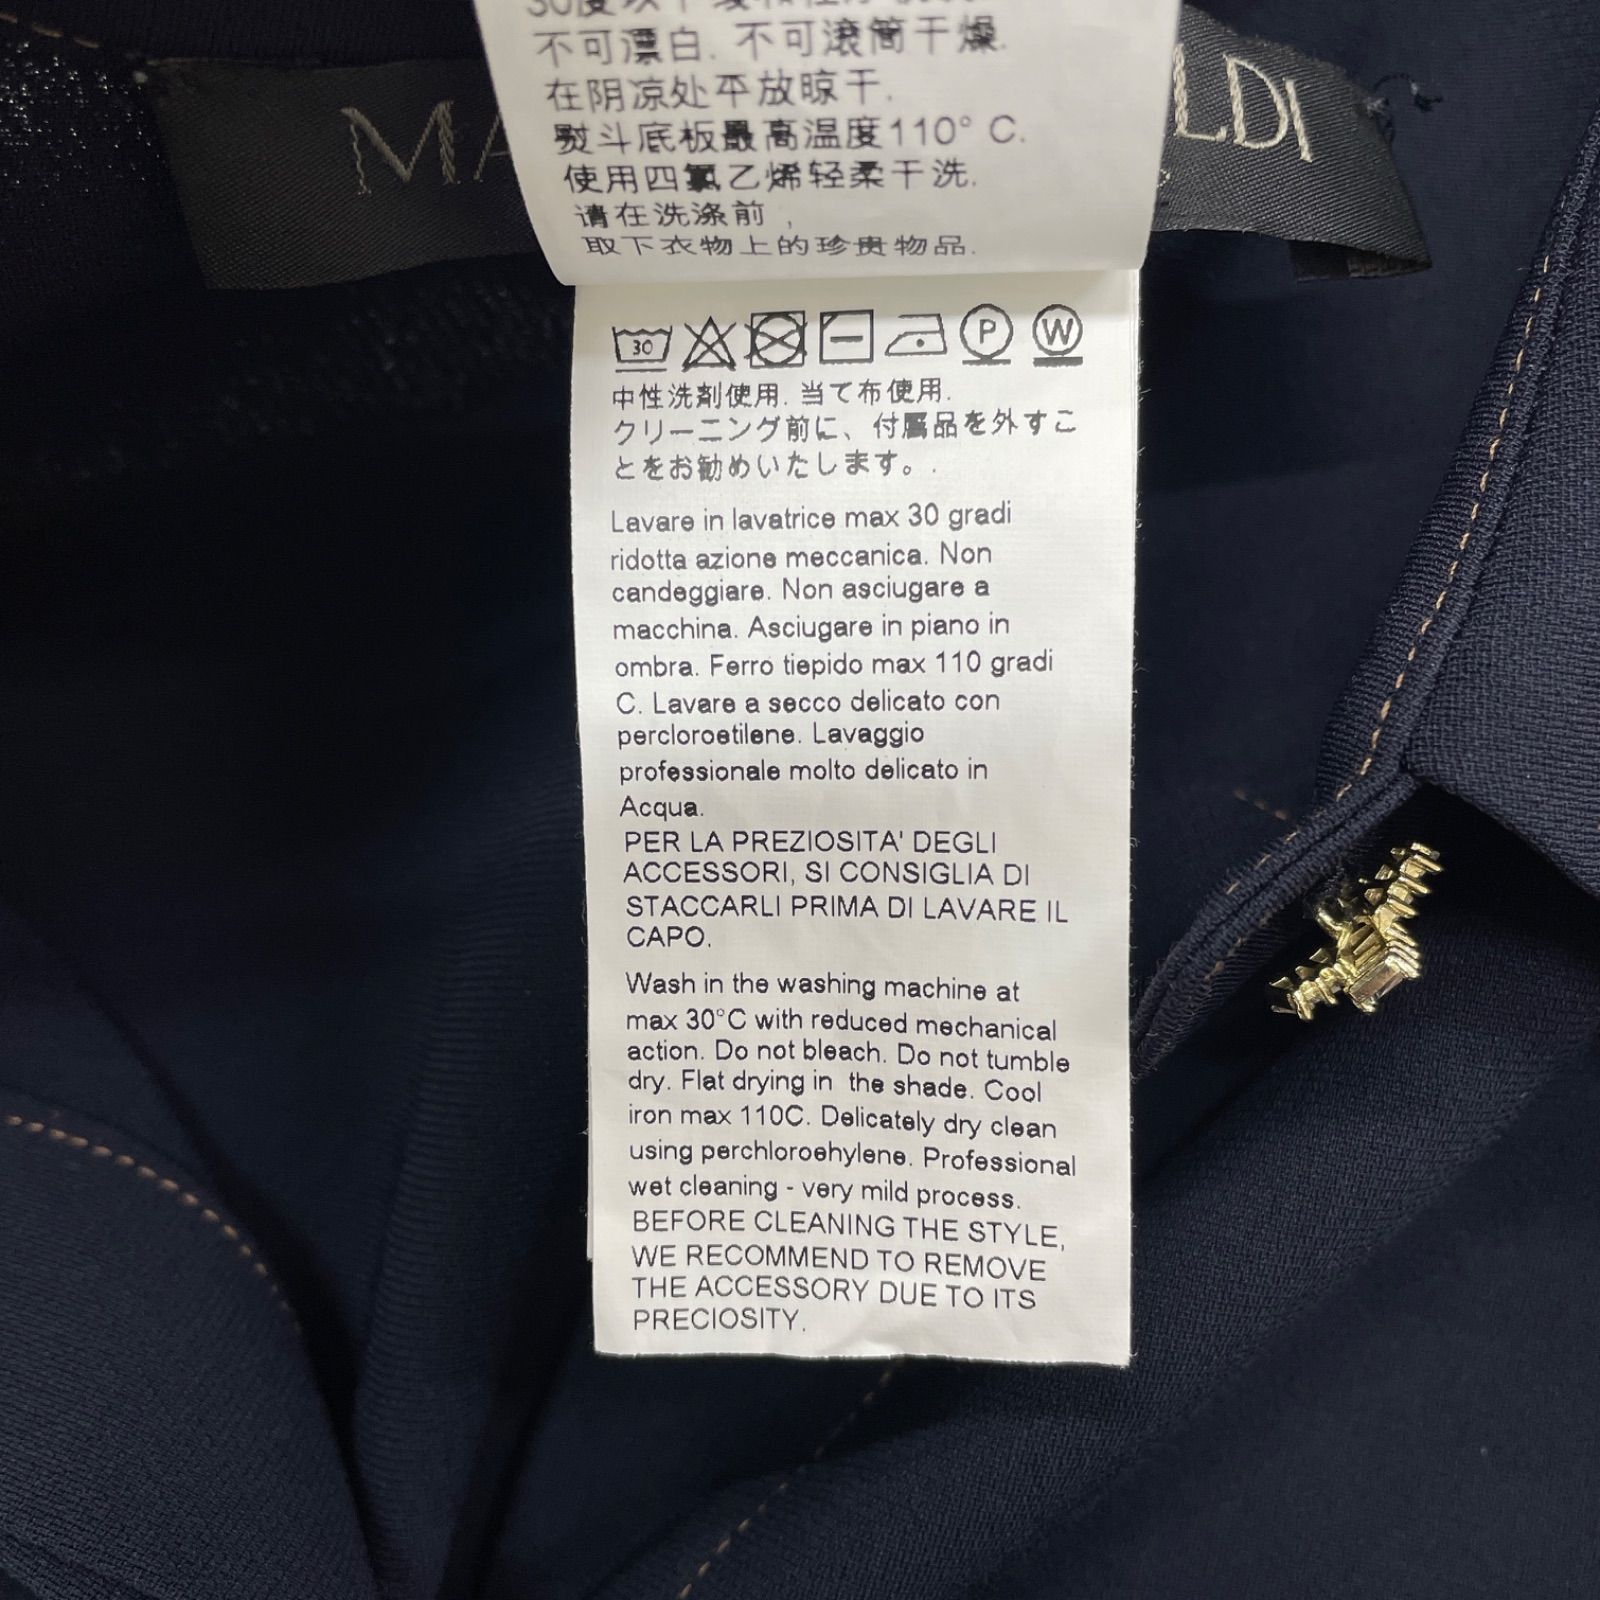 不可漂白. 不可滚筒干燥.
在阴凉处平放晾干.
熨斗底板最高温度110° C.
使用四氯乙烯轻柔干洗.
请在洗涤前,
取下衣物上的珍贵物品.
MA LDI
30 P W
中性洗剤使用. 当て布使用.
クリーニング前に、付属品を外すこ
とをお勧めいたします。.
Lavare in lavatrice max 30 gradi
ridotta azione meccanica. Non
candeggiare. Non asciugare a
macchina. Asciugare in piano in
ombra. Ferro tiepido max 110 gradi
C. Lavare a secco delicato con
percloroetilene. Lavaggio
professionale molto delicato in
Acqua.
PER LA PREZIOSITA' DEGLI
ACCESSORI, SI CONSIGLIA DI
STACCARLI PRIMA DI LAVARE IL
CAPO.
Wash in the washing machine at
max 30°C with reduced mechanical
action. Do not bleach. Do not tumble
dry. Flat drying in the shade. Cool
iron max 110C. Delicately dry clean
using perchloroehylene. Professional
wet cleaning - very mild process.
BEFORE CLEANING THE STYLE,
WE RECOMMEND TO REMOVE
THE ACCESSORY DUE TO ITS
PRECIOSITY.